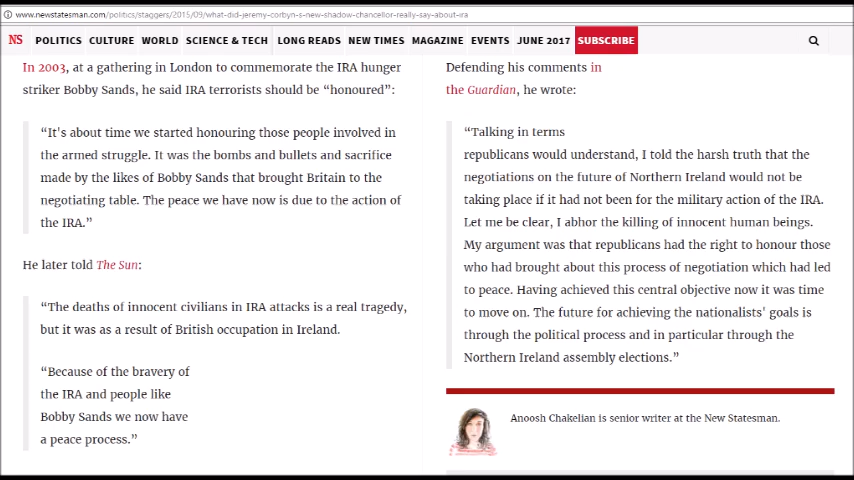 www.newstatesman.com/politics/staggers/2015/09/what-did-jeremy-corbyn-s-new-shadow-chancellor-really-say-about-ira
NS POLITICS CULTURE WORLD SCIENCE & TECH LONG READS NEW TIMES MAGAZINE EVENTS JUNE 2017 SUBSCRIBE
In 2003, at a gathering in London to commemorate the IRA hunger
striker Bobby Sands, he said IRA terrorists should be “honoured”:
“It's about time we started honouring those people involved in
the armed struggle. It was the bombs and bullets and sacrifice
made by the likes of Bobby Sands that brought Britain to the
negotiating table. The peace we have now is due to the action of
the IRA.”
He later told The Sun:
“The deaths of innocent civilians in IRA attacks is a real tragedy,
but it was as a result of British occupation in Ireland.
“Because of the bravery of
the IRA and people like
Bobby Sands we now have
a peace process.”
Defending his comments in
the Guardian, he wrote:
“Talking in terms
republicans would understand, I told the harsh truth that the
negotiations on the future of Northern Ireland would not be
taking place if it had not been for the military action of the IRA.
Let me be clear, I abhor the killing of innocent human beings.
My argument was that republicans had the right to honour those
who had brought about this process of negotiation which had led
to peace. Having achieved this central objective now it was time
to move on. The future for achieving the nationalists' goals is
through the political process and in particular through the
Northern Ireland assembly elections.”
Anoosh Chakelian is senior writer at the New Statesman.